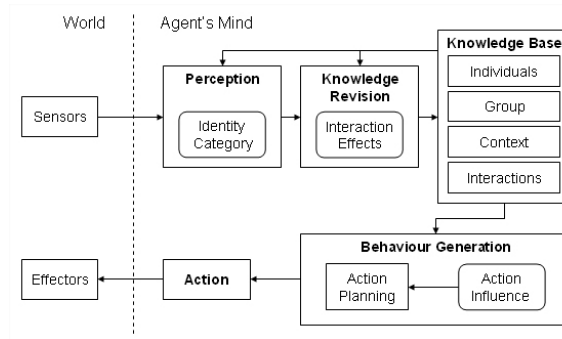 World
Agent's Mind
Knowledge Base
Perception
Knowledge
Revision
Individuals
Group
Sensors
Identity
Category
Interaction
Effects
Context
Interactions
Behaviour Generation
Effectors
Action
Action
Planning
Action
Influence